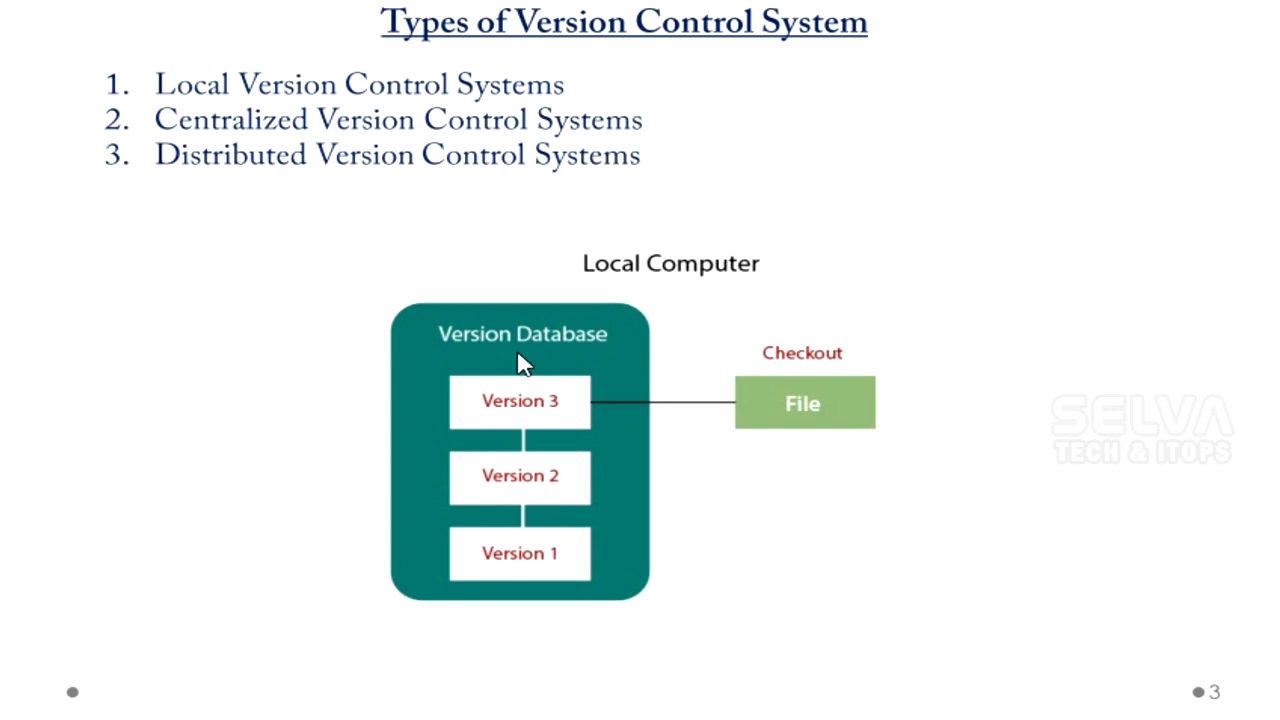 Types of Version Control System
1. Local Version Control Systems
2. Centralized Version Control Systems
3. Distributed Version Control Systems
Local Computer
Version Database
Checkout
Version 3
File
Version 2
Version 1
SELVA
TECH & ITOPS
3